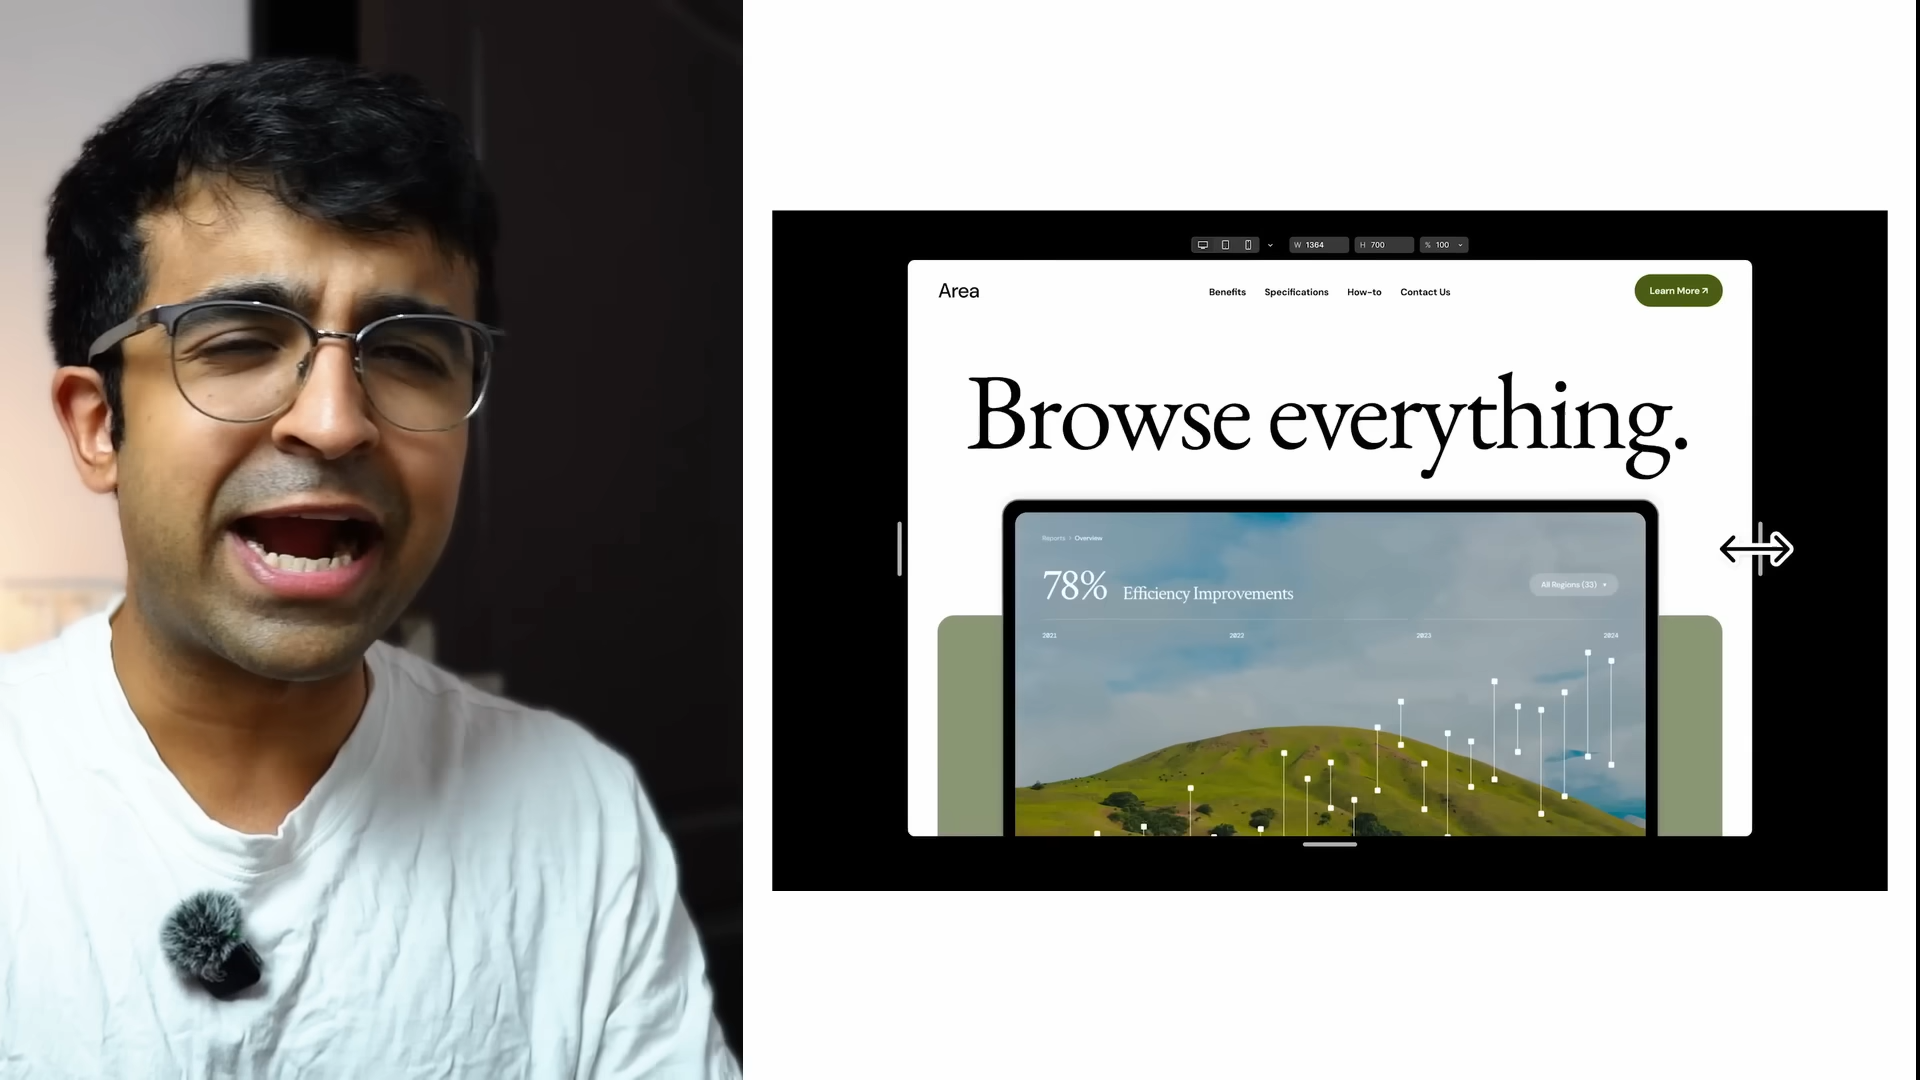 W 1364 H 700 % 100
Area Benefits Specifications How-to Contact Us Learn More
Browse everything.
Reports Overview
78% Efficiency Improvements All Regions (33)
2021 2022 2023 2024